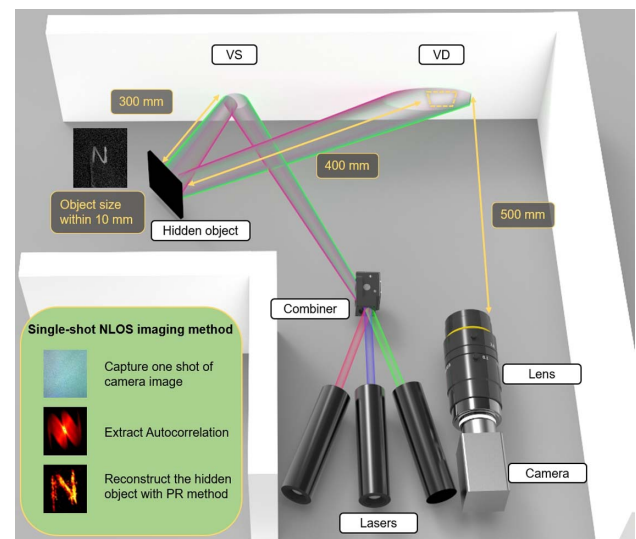 VS
VD
300 mm
400 mm
Object size
within 10 mm
Hidden object
500 mm
Combiner
Single-shot NLOS imaging method
Capture one shot of
camera image
Extract Autocorrelation
Reconstruct the hidden
object with PR method
Lens
Camera
Lasers
N
N